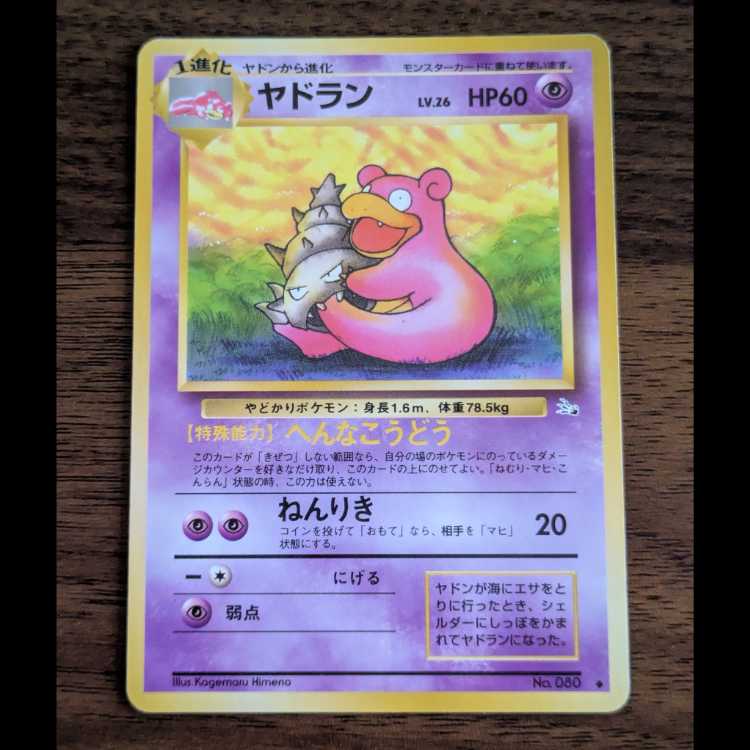 1進化 ヤドンから進化 モンスターカードに重ねて使います。
ヤドラン LV.26 HP60
やどかりポケモン：身長1.6m、体重78.5kg
【特殊能力】へんなこうどう
このカードが「きぜつ」しない範囲なら、自分の場のポケモンにのっているダメー
ジカウンターを好きなだけ取り、このカードの上にのせてよい。「ねむり・マヒ・こ
んらん」状態の時、この力は使えない。
ねんりき
コインを投げて「おもて」なら、相手を「マヒ」
状態にする。
20
ー にげる
弱点
ヤドンが海にエサをと
りに行ったとき、シェ
ルダーにしっぽをかま
れてヤドランになった。
Illus. Kagemaru Himeno No. 080